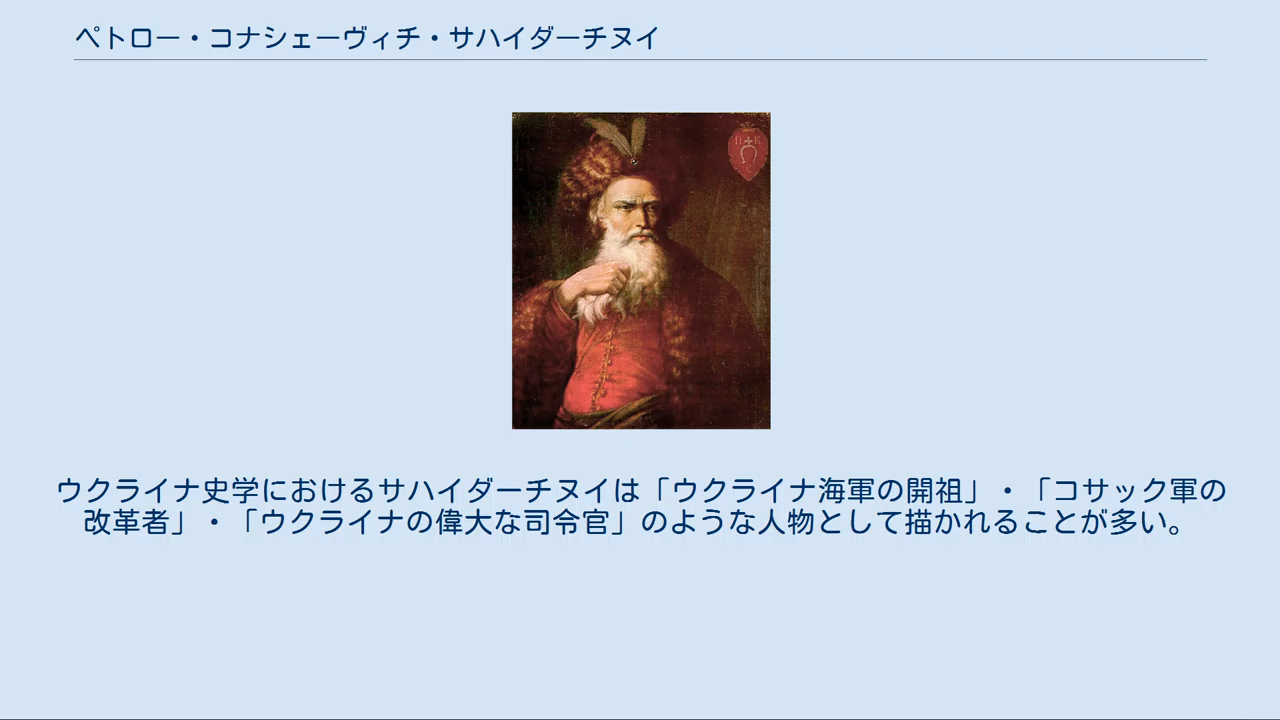 ペトロー・コナシェーヴィチ・サハイダーチヌイ
ウクライナ史学におけるサハイダーチヌイは「ウクライナ海軍の開祖」・「コサック軍の
改革者」・「ウクライナの偉大な司令官」のような人物として描かれることが多い。